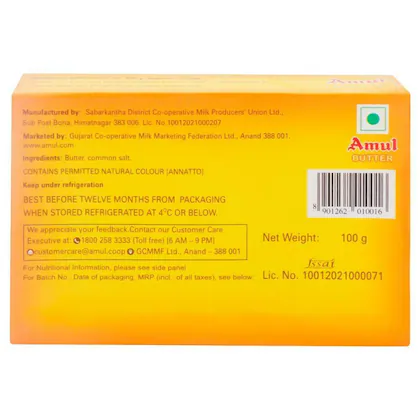 Manufactured by: Sabarkantha District Co-operative Milk Producers' Union Ltd.,
Sub Post Boria, Himatnagar 383 006. Lic. No. 10012021000207
Marketed by: Gujarat Co-operative Milk Marketing Federation Ltd., Anand 388 001.
www.amul.com
Ingredients: Butter, common salt.
CONTAINS PERMITTED NATURAL COLOUR (ANNATTO)
Keep under refrigeration
BEST BEFORE TWELVE MONTHS FROM PACKAGING
WHEN STORED REFRIGERATED AT 4°C OR BELOW.
We appreciate your feedback.Contact our Customer Care
Executive at: 1800 258 3333 (Toll free) (6 AM – 9 PM)
customercare@amul.coop GCMMF Ltd., Anand – 388 001
For Nutritional Information, please see side panel
For Batch No., Date of packaging, MRP (incl. of all taxes), see below:
Amul
BUTTER
8 901262 010016
Net Weight: 100 g
fssai
Lic. No. 10012021000071